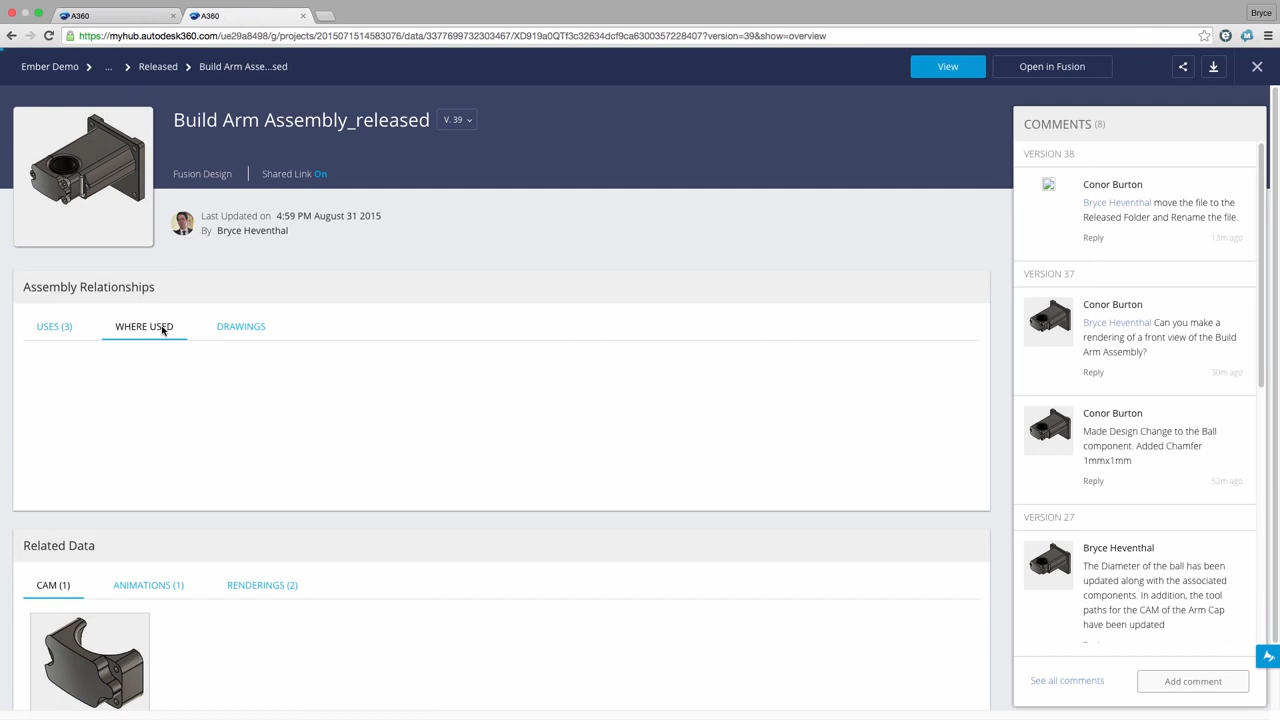 A360
A360
Bryce
https://myhub.autodesk360.com/ue29a8498/g/projects/2015071514583076/data/3377699732303467/XD919a0QTf3c32634dcf9ca6300357228407?version=39&show=overview
Ember Demo
...
Released
Build Arm Asse...sed
View
Open in Fusion
Build Arm Assembly_released
V. 39
Fusion Design
Shared Link On
Last Updated on 4:59 PM August 31 2015
By Bryce Heventhal
Assembly Relationships
USES (3)
WHERE USED
DRAWINGS
Related Data
CAM (1)
ANIMATIONS (1)
RENDERINGS (2)
COMMENTS (8)
VERSION 38
Conor Burton
Bryce Heventhal move the file to the
Released Folder and Rename the file.
Reply
13m ago
VERSION 37
Conor Burton
Bryce Heventhal Can you make a
rendering of a front view of the Build
Arm Assembly?
Reply
30m ago
Conor Burton
Made Design Change to the Ball
component. Added Chamfer
1mmx1mm
Reply
52m ago
VERSION 27
Bryce Heventhal
The Diameter of the ball has been
updated along with the associated
components. In addition, the tool
paths for the CAM of the Arm Cap
have been updated
See all comments
Add comment